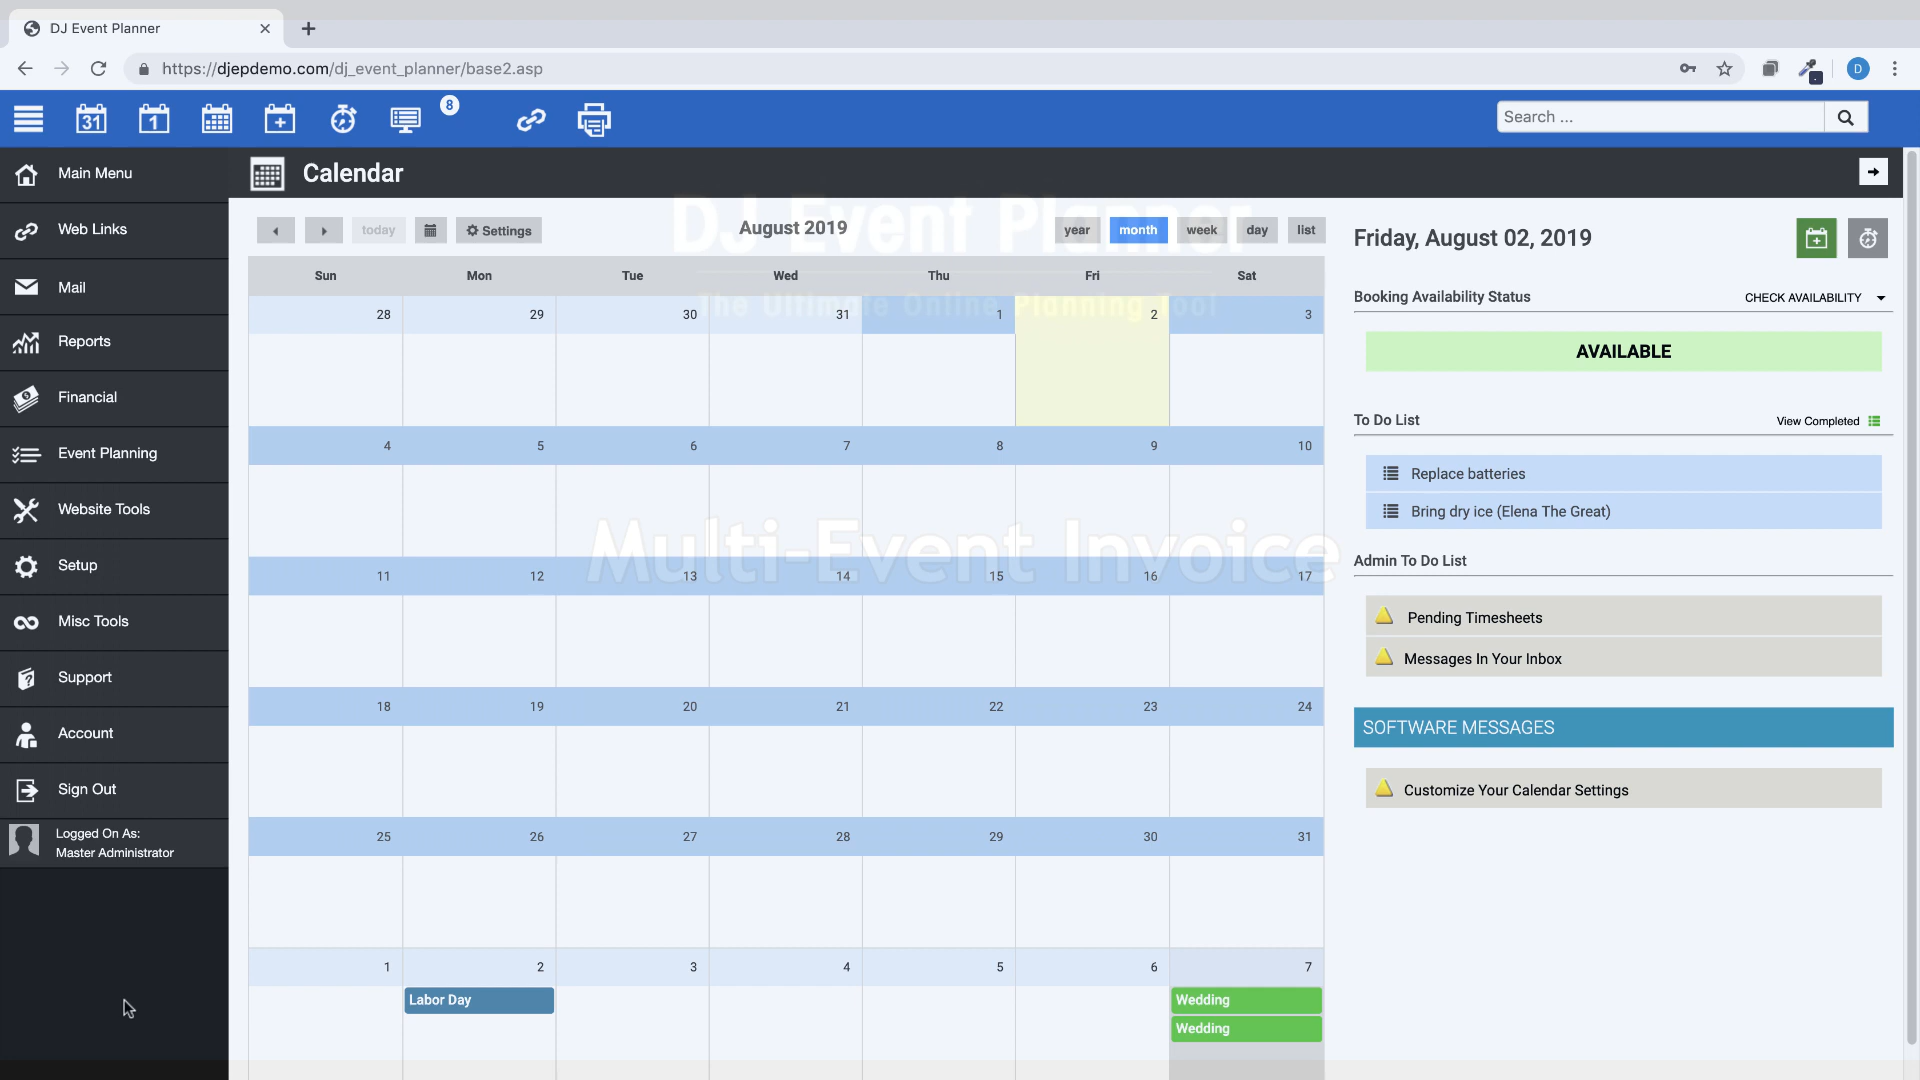 DJ Event Planner
https://djepdemo.com/dj_event_planner/base2.asp
D
31
1
8
Search ...
Main Menu
Web Links
Mail
Reports
Financial
Event Planning
Website Tools
Setup
Misc Tools
Support
Account
Sign Out
Logged On As:
Master Administrator
Calendar
DJ Event Planner
The Ultimate Online Planning Tool
Multi-Event Invoice
today
Settings
August 2019
year month week day list
Sun Mon Tue Wed Thu Fri Sat
28 29 30 31 1 2 3
4 5 6 7 8 9 10
11 12 13 14 15 16 17
18 19 20 21 22 23 24
25 26 27 28 29 30 31
1 2 3 4 5 6 7
Labor Day
Wedding
Wedding
Friday, August 02, 2019
Booking Availability Status
CHECK AVAILABILITY
AVAILABLE
To Do List
View Completed
Replace batteries
Bring dry ice (Elena The Great)
Admin To Do List
Pending Timesheets
Messages In Your Inbox
SOFTWARE MESSAGES
Customize Your Calendar Settings